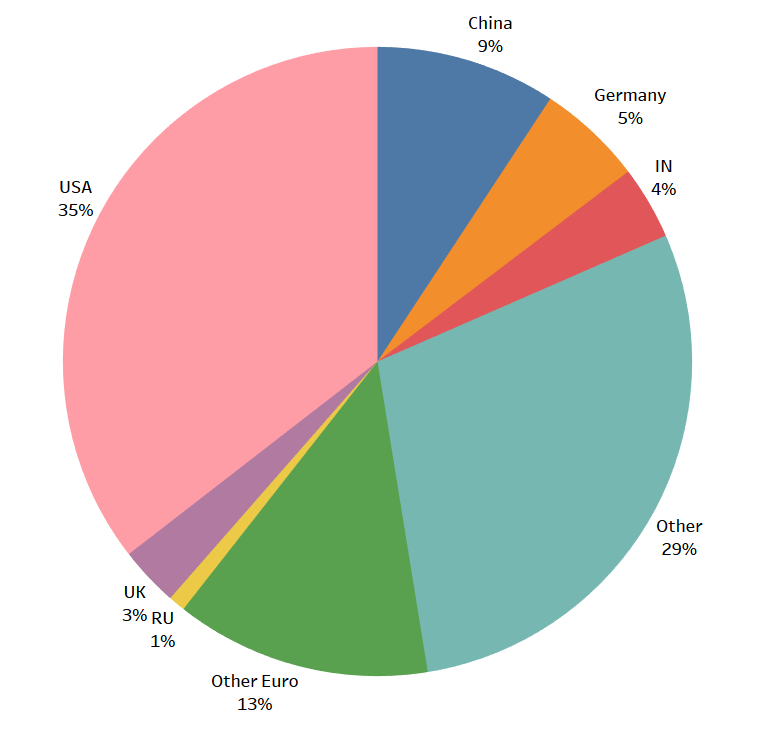 China
9%
Germany
5%
IN
4%
USA
35%
Other
29%
UK
3%
RU
1%
Other Euro
13%